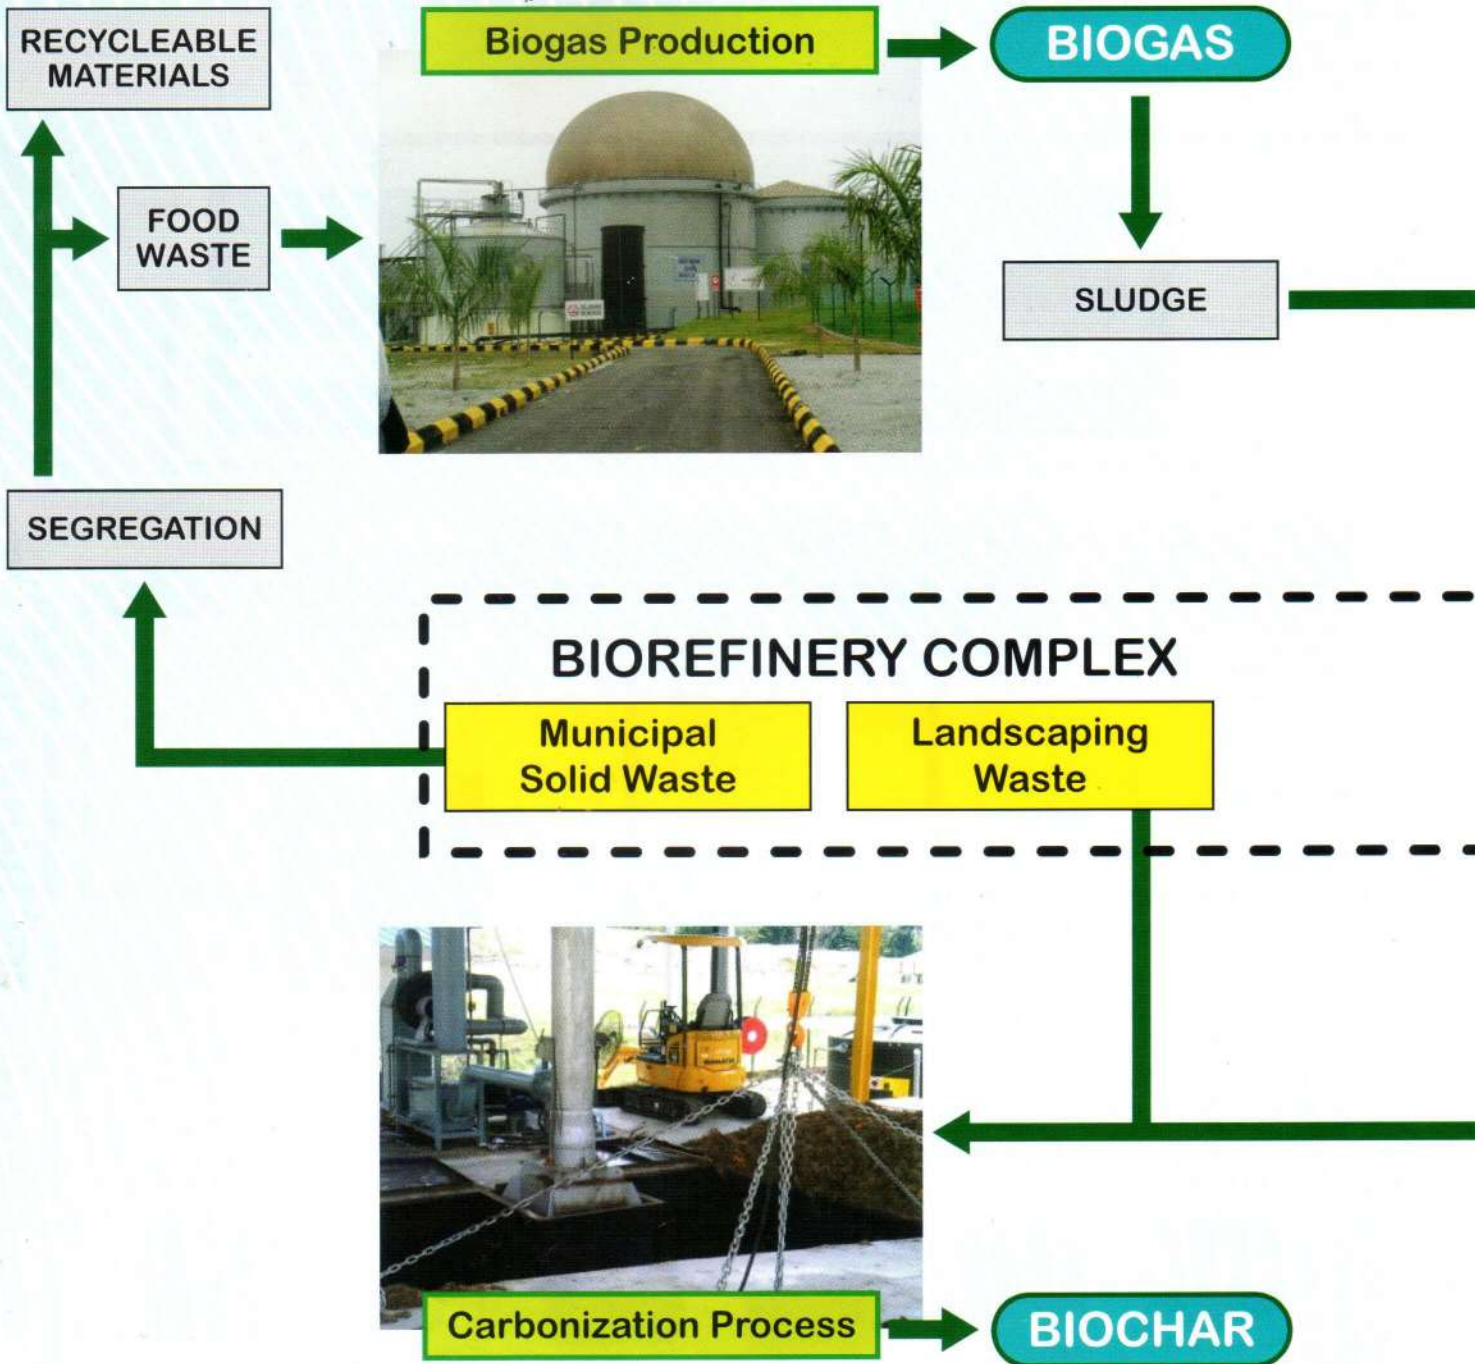 RECYCLEABLE
MATERIALS
Biogas Production
BIOGAS
FOOD
WASTE
SLUDGE
SEGREGATION
BIOREFINERY COMPLEX
Municipal
Solid Waste
Landscaping
Waste
Carbonization Process
BIOCHAR